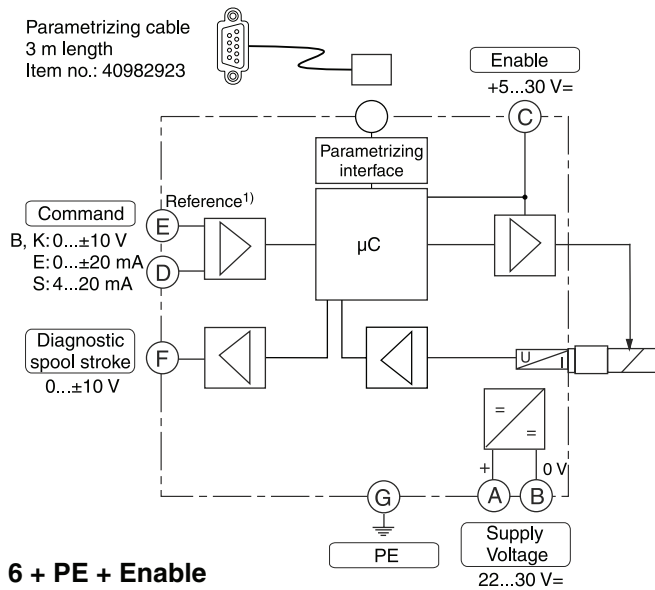 Parametrizing cable
3 m length
Item no.: 40982923
Enable
+5...30 V=
C
Parametrizing
interface
Reference¹⁾
Command
E
B, K: 0...±10 V
E: 0...±20 mA
S: 4...20 mA
D
µC
Diagnostic
spool stroke
F
0...±10 V
U
I
=
=
+
0 V
G
A
B
PE
Supply
Voltage
22...30 V=
6 + PE + Enable